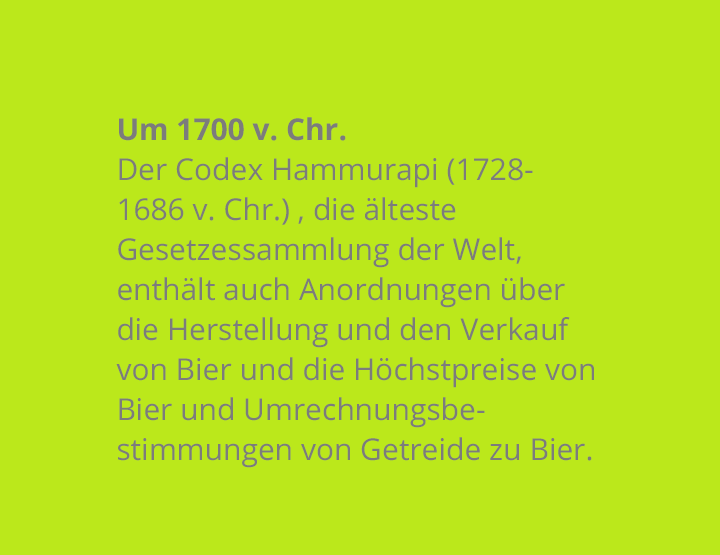 Um 1700 v. Chr.
Der Codex Hammurapi (1728-
1686 v. Chr.) , die älteste
Gesetzessammlung der Welt,
enthält auch Anordnungen über
die Herstellung und den Verkauf
von Bier und die Höchstpreise von
Bier und Umrechnungsbe-
stimmungen von Getreide zu Bier.